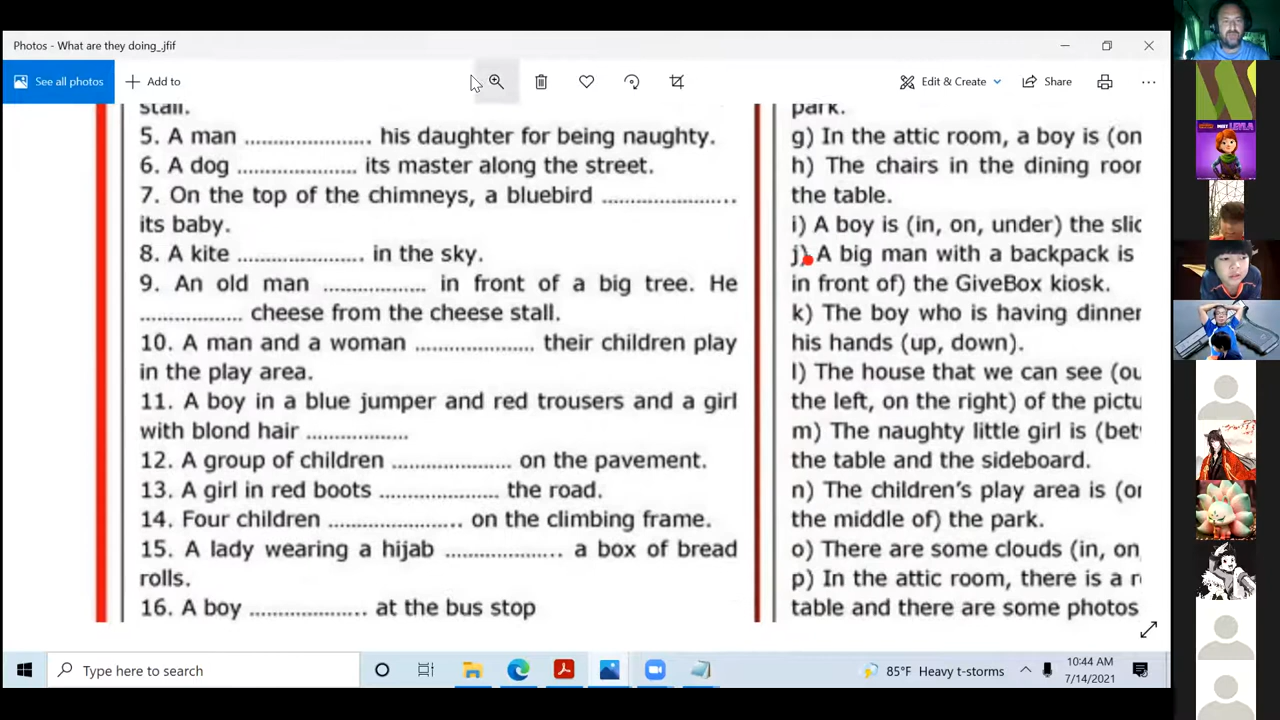 Photos - What are they doing_.jfif
See all photos
Add to
Edit & Create
Share
stall.
5. A man ...................... his daughter for being naughty.
6. A dog ..................... its master along the street.
7. On the top of the chimneys, a bluebird ........................
its baby.
8. A kite ...................... in the sky.
9. An old man .................. in front of a big tree. He
.................. cheese from the cheese stall.
10. A man and a woman ..................... their children play
in the play area.
11. A boy in a blue jumper and red trousers and a girl
with blond hair ..................
12. A group of children ..................... on the pavement.
13. A girl in red boots ..................... the road.
14. Four children ........................ on the climbing frame.
15. A lady wearing a hijab ..................... a box of bread
rolls.
16. A boy ..................... at the bus stop
park.
g) In the attic room, a boy is (on
h) The chairs in the dining roor
the table.
i) A boy is (in, on, under) the slid
j) A big man with a backpack is
in front of) the GiveBox kiosk.
k) The boy who is having dinner
his hands (up, down).
l) The house that we can see (ou
the left, on the right) of the pictu
m) The naughty little girl is (bet
the table and the sideboard.
n) The children's play area is (or
the middle of) the park.
o) There are some clouds (in, on
p) In the attic room, there is a r
table and there are some photos
Type here to search
85°F Heavy t-storms
10:44 AM
7/14/2021